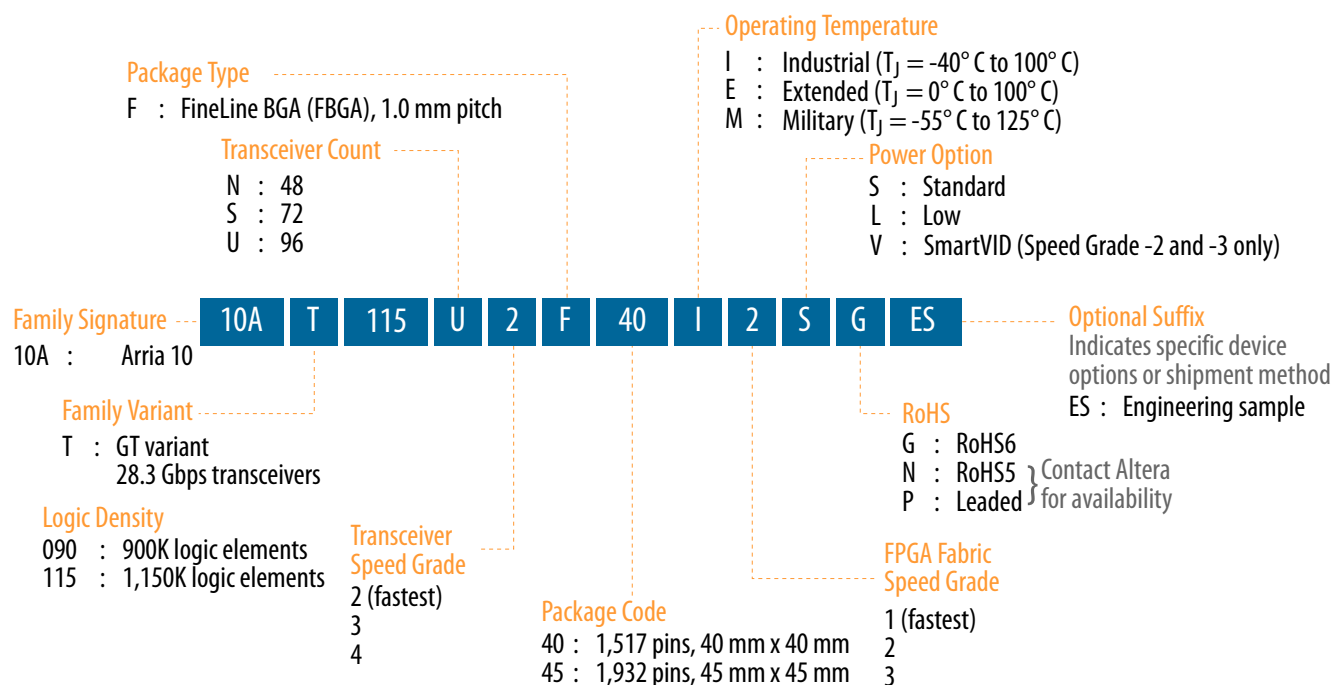 Operating Temperature
I : Industrial (TJ = -40° C to 100° C)
E : Extended (TJ = 0° C to 100° C)
M : Military (TJ = -55° C to 125° C)
Package Type
F : FineLine BGA (FBGA), 1.0 mm pitch
Transceiver Count
N : 48
S : 72
U : 96
Power Option
S : Standard
L : Low
V : SmartVID (Speed Grade -2 and -3 only)
Family Signature
10A : Arria 10
10A T 115 U 2 F 40 I 2 S G ES
Optional Suffix
Indicates specific device
options or shipment method
ES : Engineering sample
Family Variant
T : GT variant
28.3 Gbps transceivers
RoHS
G : RoHS6
N : RoHS5
P : Leaded
} Contact Altera
for availability
Logic Density
090 : 900K logic elements
115 : 1,150K logic elements
Transceiver
Speed Grade
2 (fastest)
3
4
Package Code
40 : 1,517 pins, 40 mm x 40 mm
45 : 1,932 pins, 45 mm x 45 mm
FPGA Fabric
Speed Grade
1 (fastest)
2
3